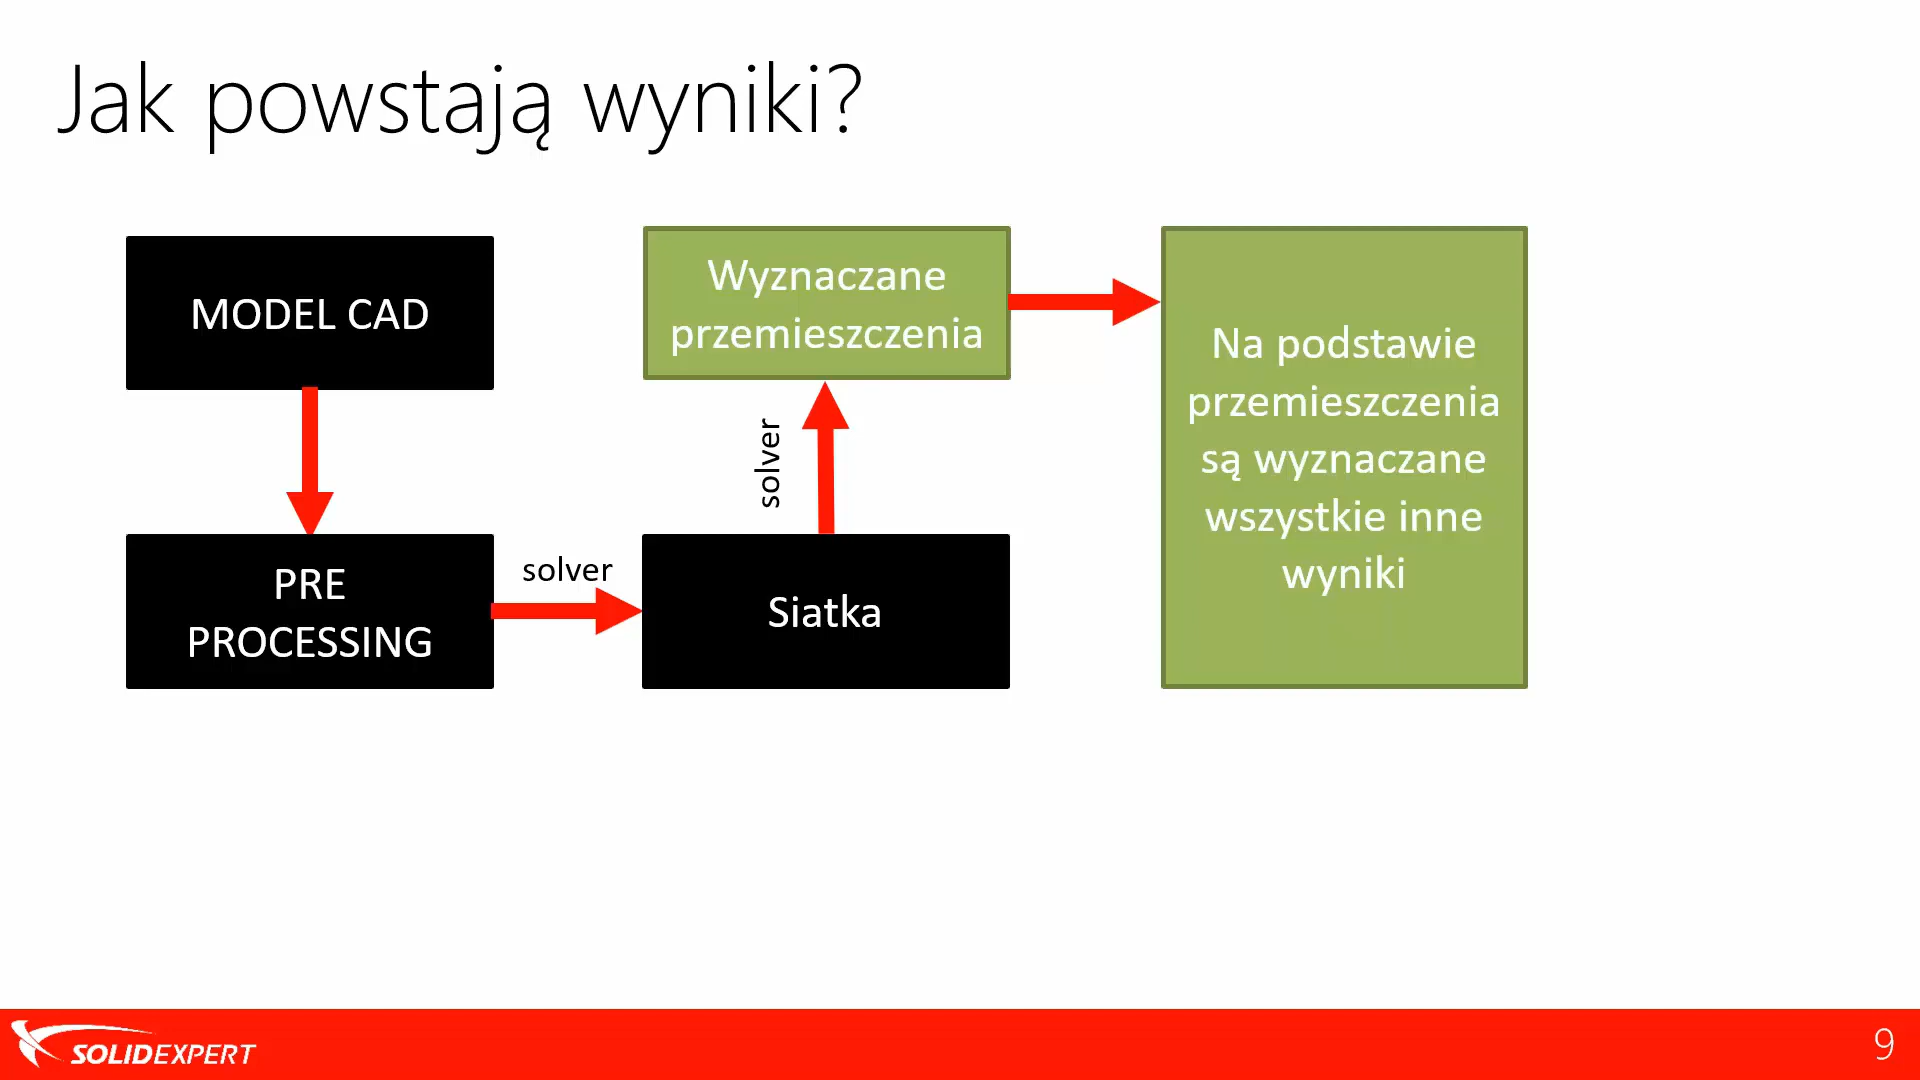 Jak powstają wyniki?
MODEL CAD
PRE
PROCESSING
solver
Siatka
solver
Wyznaczane
przemieszczenia
Na podstawie
przemieszczenia
są wyznaczane
wszystkie inne
wyniki
SOLIDEXPERT
9